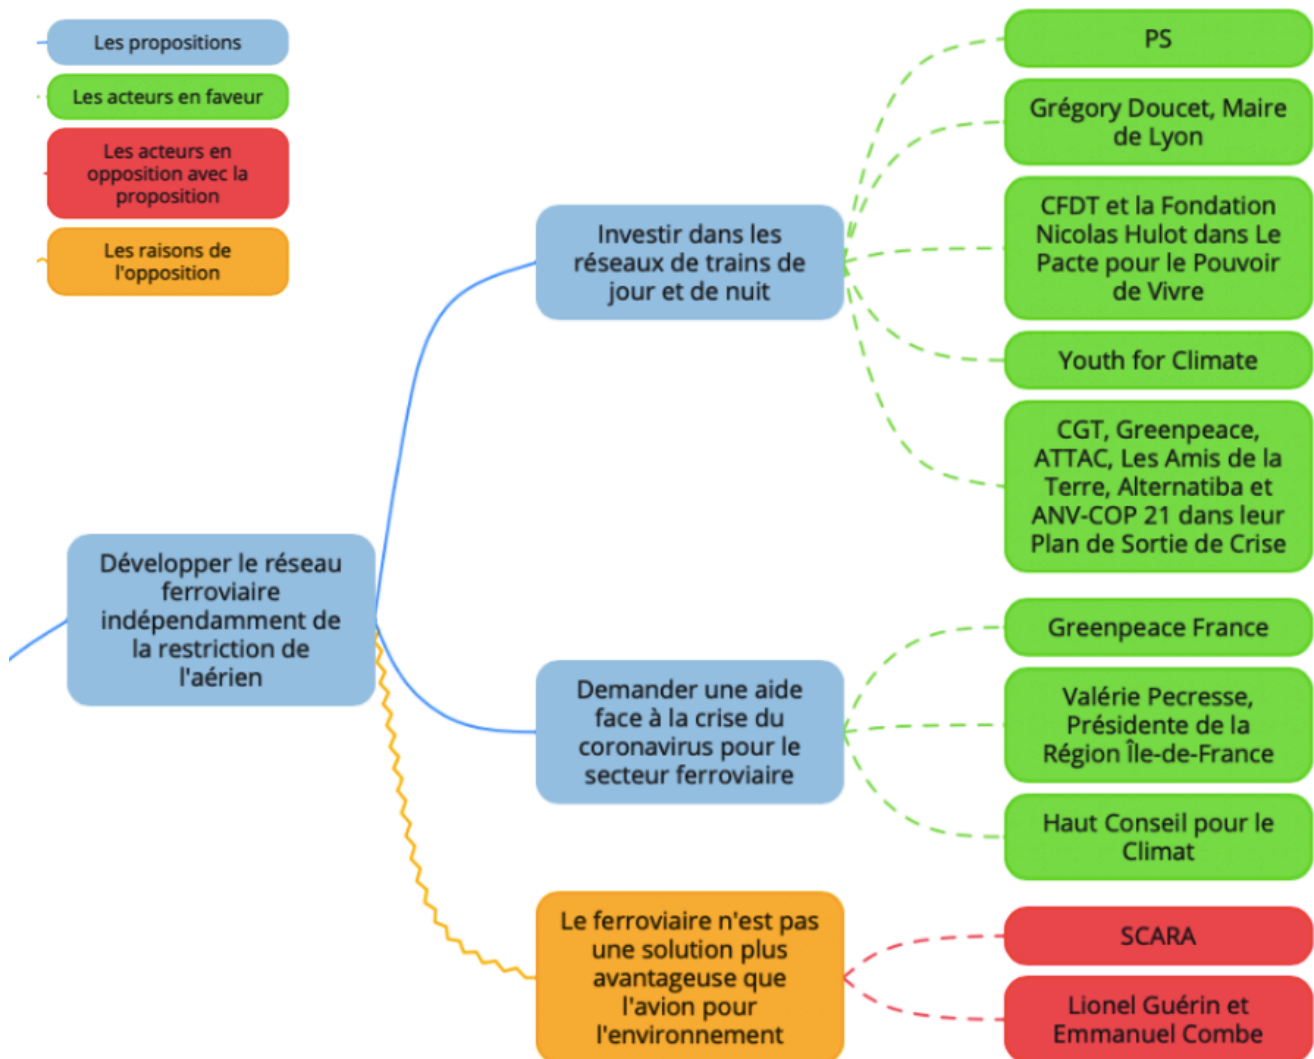 Les propositions
Les acteurs en faveur
Les acteurs en
opposition avec la
proposition
Les raisons de
l'opposition
Développer le réseau
ferroviaire
indépendamment de
la restriction de
l'aérien
Investir dans les
réseaux de trains de
jour et de nuit
PS
Grégory Doucet, Maire
de Lyon
CFDT et la Fondation
Nicolas Hulot dans Le
Pacte pour le Pouvoir
de Vivre
Youth for Climate
CGT, Greenpeace,
ATTAC, Les Amis de la
Terre, Alternatiba et
ANV-COP 21 dans leur
Plan de Sortie de Crise
Demander une aide
face à la crise du
coronavirus pour le
secteur ferroviaire
Greenpeace France
Valérie Pecresse,
Présidente de la
Région Île-de-France
Haut Conseil pour le
Climat
Le ferroviaire n'est pas
une solution plus
avantageuse que
l'avion pour
l'environnement
SCARA
Lionel Guérin et
Emmanuel Combe